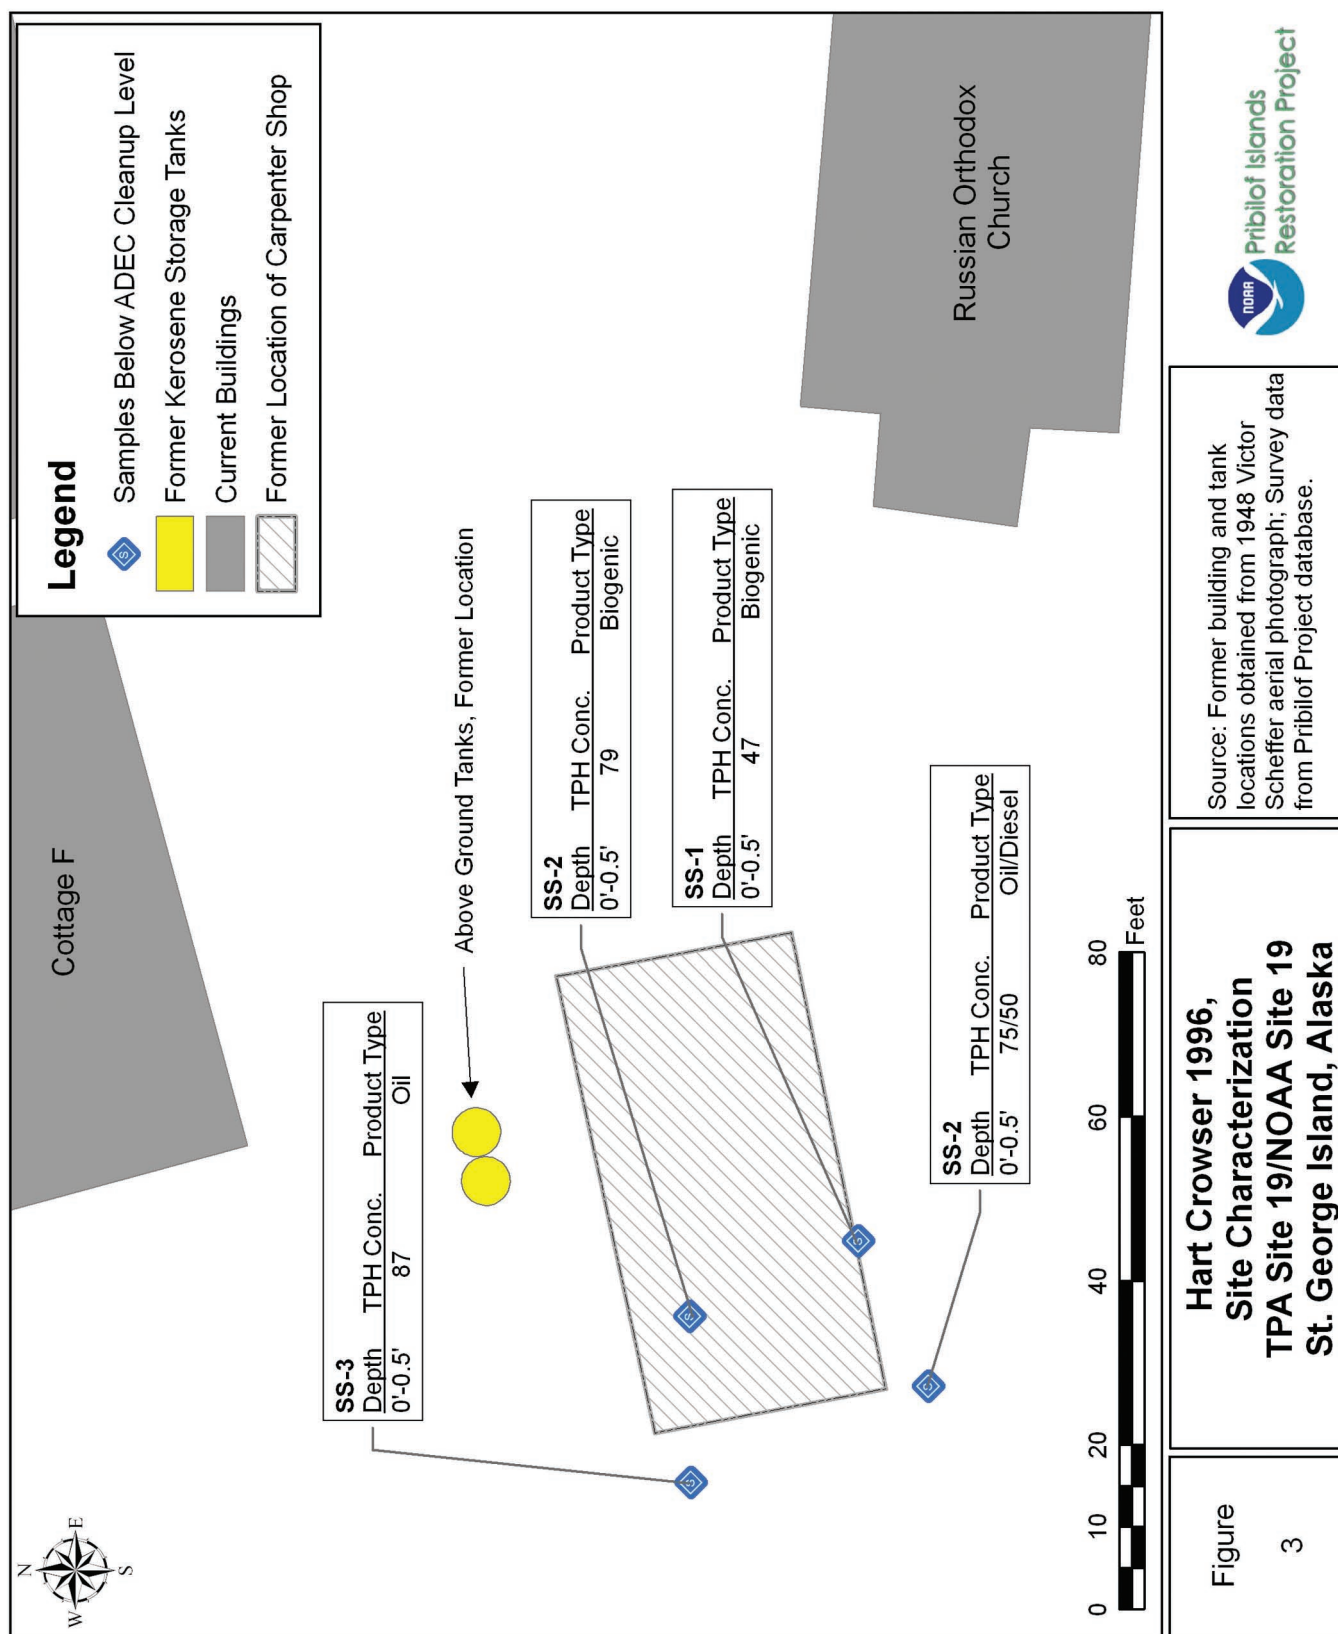 N
W
E
S
Cottage F
Legend
Samples Below ADEC Cleanup Level
Former Kerosene Storage Tanks
Current Buildings
Former Location of Carpenter Shop
SS-3
Depth TPH Conc. Product Type
0'-0.5' 87 Oil
Above Ground Tanks, Former Location
SS-2
Depth TPH Conc. Product Type
0'-0.5' 79 Biogenic
SS-1
Depth TPH Conc. Product Type
0'-0.5' 47 Biogenic
SS-2
Depth TPH Conc. Product Type
0'-0.5' 75/50 Oil/Diesel
Russian Orthodox
Church
0 10 20 40 60 80
Feet
Figure
3
Hart Crowser 1996,
Site Characterization
TPA Site 19/NOAA Site 19
St. George Island, Alaska
Source: Former building and tank
locations obtained from 1948 Victor
Scheffer aerial photograph; Survey data
from Pribilof Project database.
NOAA
Pribilof Islands
Restoration Project